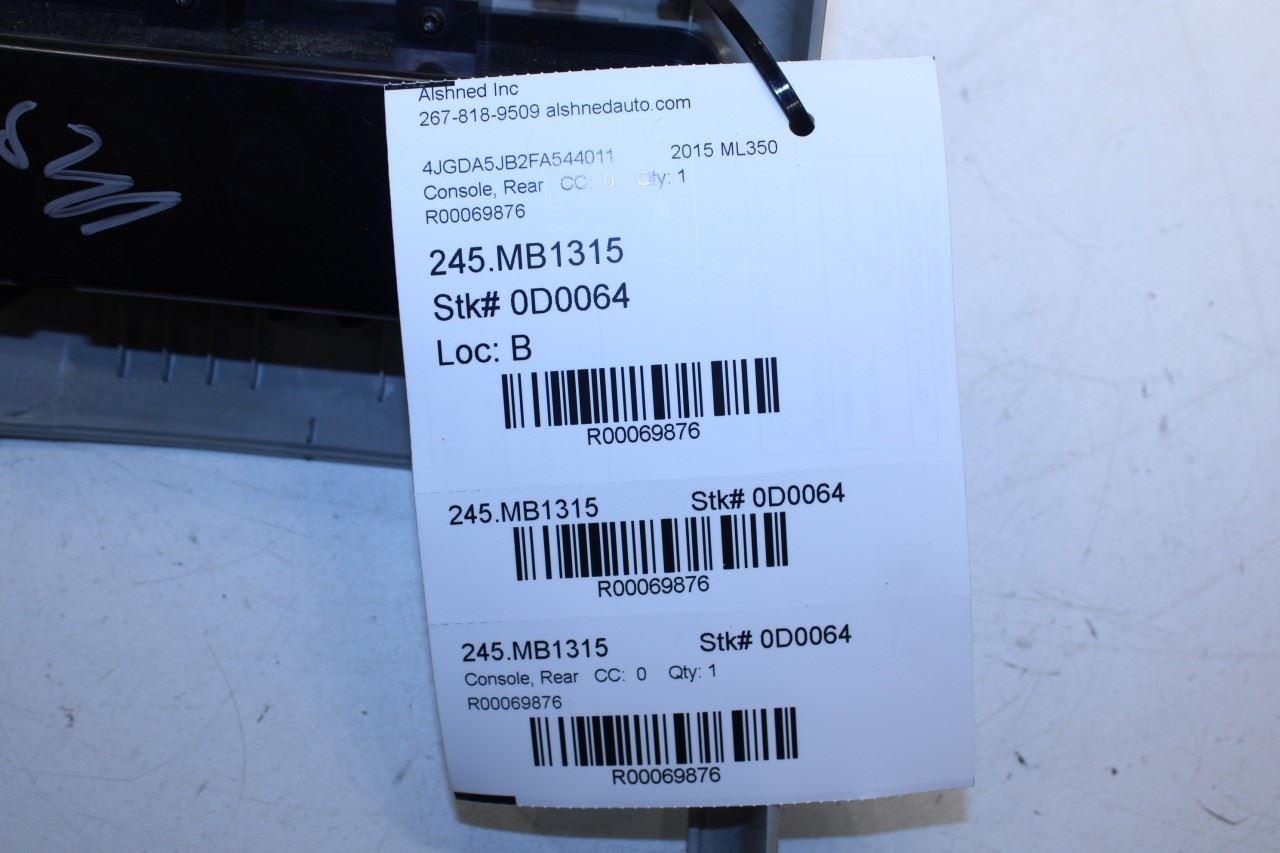 Alshned Inc
267-818-9509 alshnedauto.com
4JGDA5JB2FA544011 2015 ML350
Console, Rear CC: 0 Qty: 1
R00069876
245.MB1315
Stk# 0D0064
Loc: B
R00069876
245.MB1315 Stk# 0D0064
R00069876
245.MB1315 Stk# 0D0064
Console, Rear CC: 0 Qty: 1
R00069876
R00069876